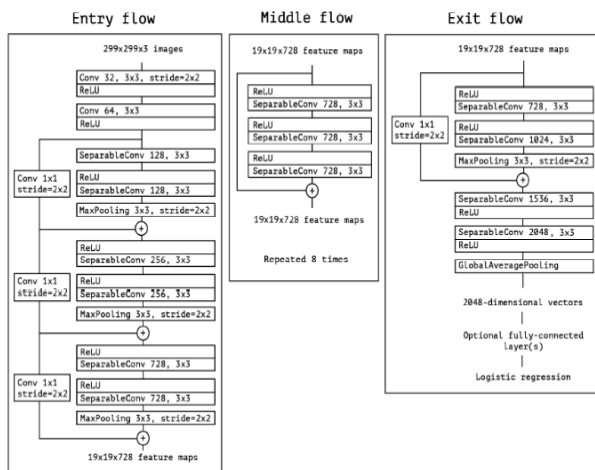 Entry flow
299x299x3 images
Conv 32, 3x3, stride=2x2
ReLU
Conv 64, 3x3
ReLU
SeparableConv 128, 3x3
Conv 1x1
stride=2x2
ReLU
SeparableConv 128, 3x3
MaxPooling 3x3, stride=2x2
+
ReLU
SeparableConv 256, 3x3
Conv 1x1
stride=2x2
ReLU
SeparableConv 256, 3x3
MaxPooling 3x3, stride=2x2
+
ReLU
SeparableConv 728, 3x3
Conv 1x1
stride=2x2
ReLU
SeparableConv 728, 3x3
MaxPooling 3x3, stride=2x2
+
19x19x728 feature maps
Middle flow
19x19x728 feature maps
ReLU
SeparableConv 728, 3x3
ReLU
SeparableConv 728, 3x3
ReLU
SeparableConv 728, 3x3
+
19x19x728 feature maps
Repeated 8 times
Exit flow
19x19x728 feature maps
ReLU
SeparableConv 728, 3x3
Conv 1x1
stride=2x2
ReLU
SeparableConv 1024, 3x3
MaxPooling 3x3, stride=2x2
+
SeparableConv 1536, 3x3
ReLU
SeparableConv 2048, 3x3
ReLU
GlobalAveragePooling
2048-dimensional vectors
Optional fully-connected
layer(s)
Logistic regression